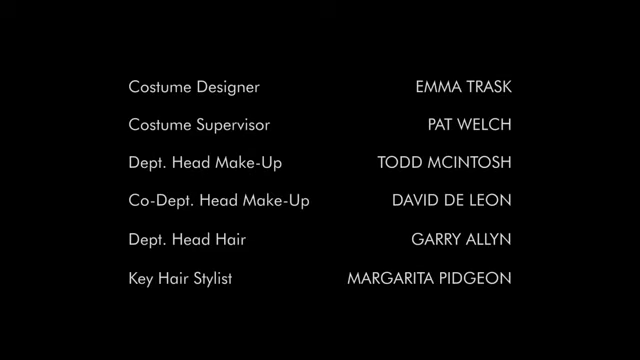 Costume Designer EMMA TRASK
Costume Supervisor PAT WELCH
Dept. Head Make-Up TODD MCINTOSH
Co-Dept. Head Make-Up DAVID DE LEON
Dept. Head Hair GARRY ALLYN
Key Hair Stylist MARGARITA PIDGEON